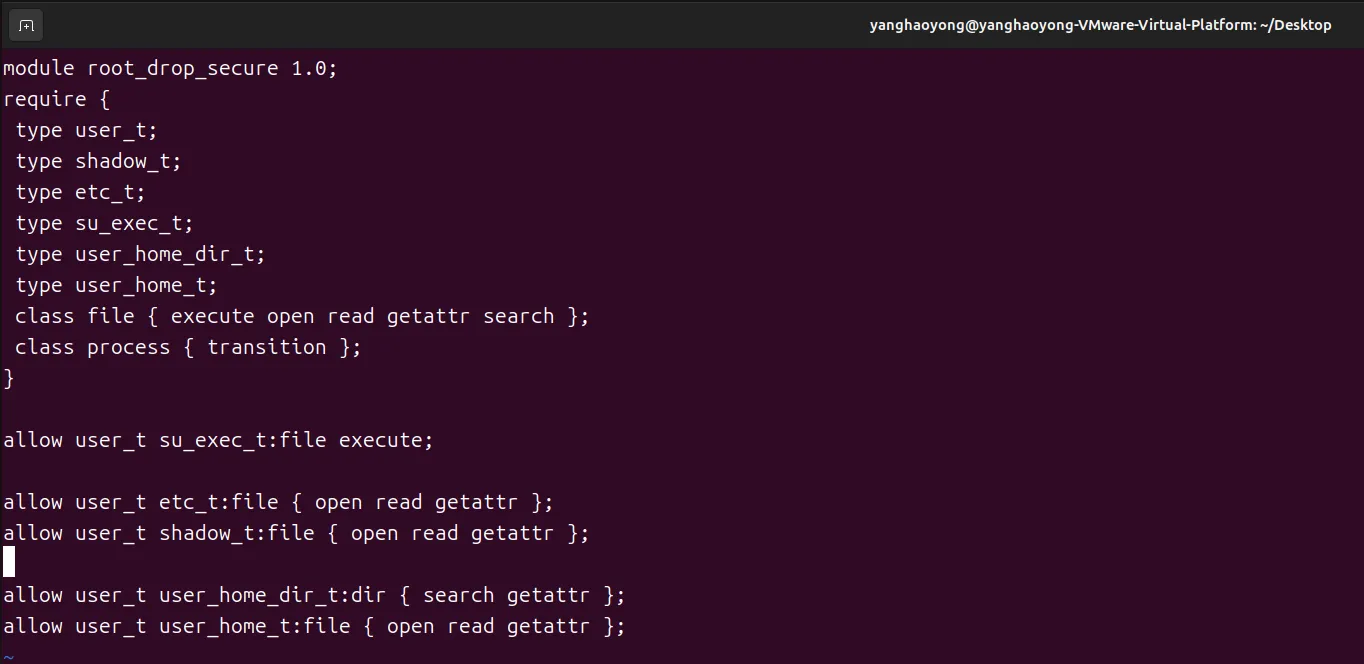 yanghaoyong@yanghaoyong-VMware-Virtual-Platform: ~/Desktop
module root_drop_secure 1.0;
require {
 type user_t;
 type shadow_t;
 type etc_t;
 type su_exec_t;
 type user_home_dir_t;
 type user_home_t;
 class file { execute open read getattr search };
 class process { transition };
}
allow user_t su_exec_t:file execute;
allow user_t etc_t:file { open read getattr };
allow user_t shadow_t:file { open read getattr };
allow user_t user_home_dir_t:dir { search getattr };
allow user_t user_home_t:file { open read getattr };
~